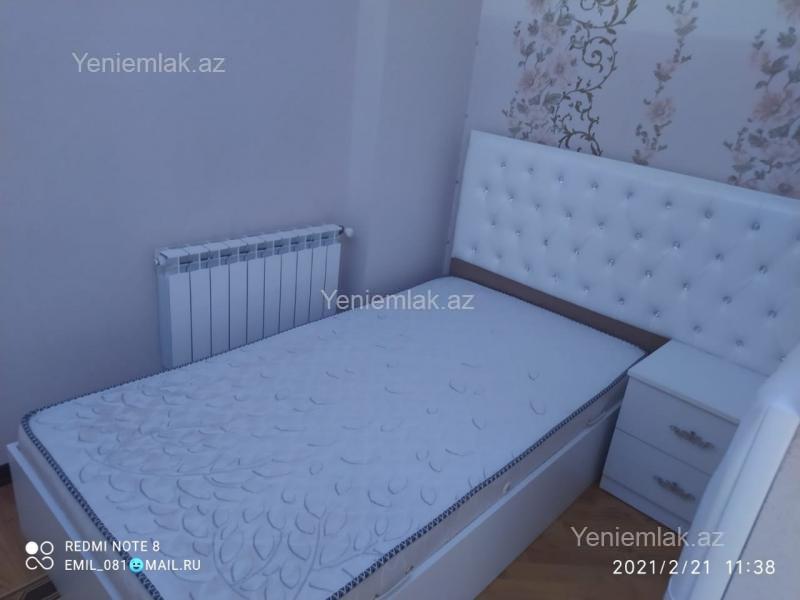 Yeniemlak.az
Yeniemlak.az
Yeniemlak.az
REDMI NOTE 8
EMIL_081@MAIL.RU
2021/2/21 11:38